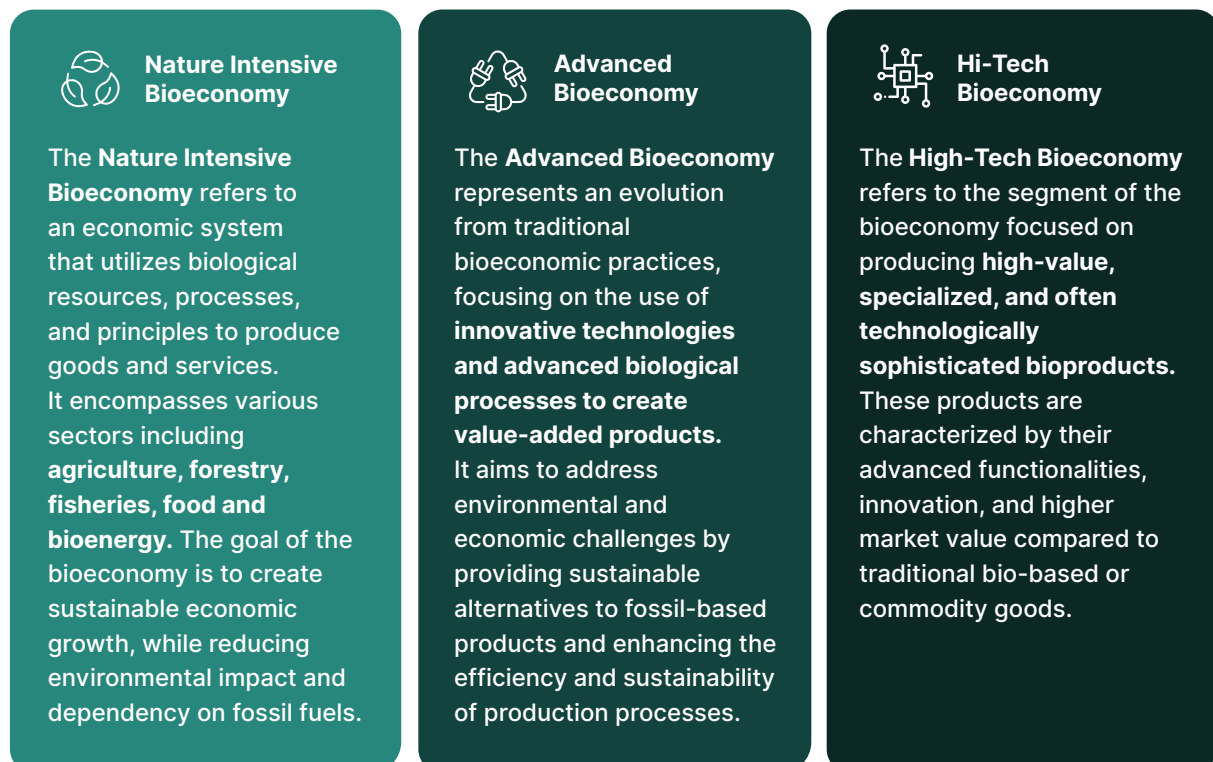 Nature Intensive
Bioeconomy
The Nature Intensive
Bioeconomy refers to
an economic system
that utilizes biological
resources, processes,
and principles to produce
goods and services.
It encompasses various
sectors including
agriculture, forestry,
fisheries, food and
bioenergy. The goal of the
bioeconomy is to create
sustainable economic
growth, while reducing
environmental impact and
dependency on fossil fuels.
Advanced
Bioeconomy
The Advanced Bioeconomy
represents an evolution
from traditional
bioeconomic practices,
focusing on the use of
innovative technologies
and advanced biological
processes to create
value-added products.
It aims to address
environmental and
economic challenges by
providing sustainable
alternatives to fossil-based
products and enhancing the
efficiency and sustainability
of production processes.
Hi-Tech
Bioeconomy
The High-Tech Bioeconomy
refers to the segment of the
bioeconomy focused on
producing high-value,
specialized, and often
technologically
sophisticated bioproducts.
These products are
characterized by their
advanced functionalities,
innovation, and higher
market value compared to
traditional bio-based or
commodity goods.